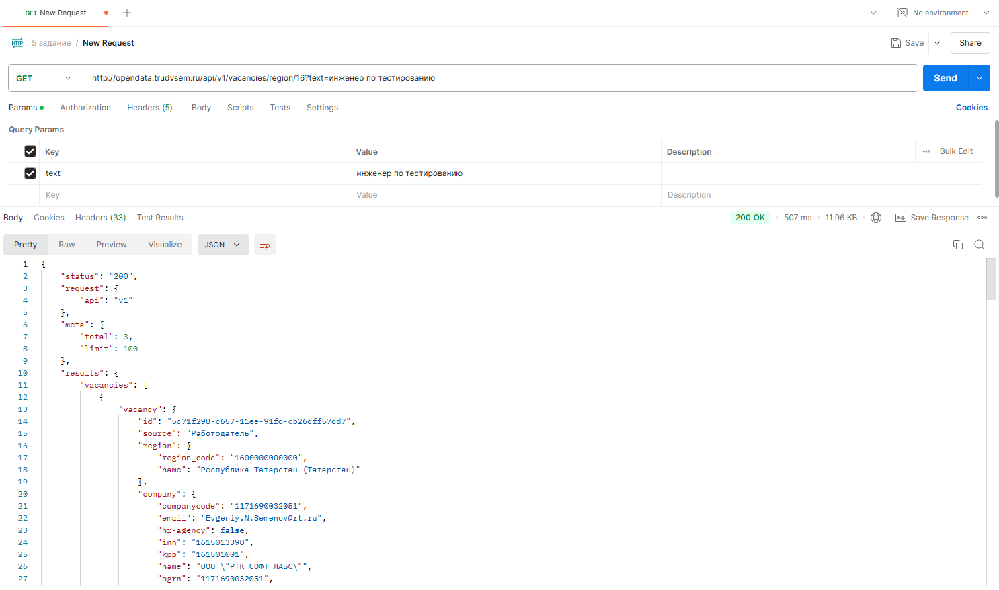 GET New Request
No environment
HTTP 5 задание / New Request
Save
Share
GET
http://opendata.trudvsem.ru/api/v1/vacancies/region/16?text=инженер по тестированию
Send
Params Authorization Headers (5) Body Scripts Tests Settings
Cookies
Query Params
Key Value Description Bulk Edit
text инженер по тестированию
Key Value Description
Body Cookies Headers (33) Test Results
200 OK 507 ms 11.96 KB e.g. Save Response
Pretty Raw Preview Visualize JSON
1 {
2 "status": "200",
3 "request": {
4 "api": "v1"
5 },
6 "meta": {
7 "total": 3,
8 "limit": 100
9 },
10 "results": {
11 "vacancies": [
12 {
13 "vacancy": {
14 "id": "5c71f298-c657-11ee-91fd-cb26dff57dd7",
15 "source": "Работодатель",
16 "region": {
17 "region_code": "1600000000000",
18 "name": "Республика Татарстан (Татарстан)"
19 },
20 "company": {
21 "companycode": "1171690032051",
22 "email": "Evgeniy.N.Semenov@rt.ru",
23 "hr-agency": false,
24 "inn": "1615013398",
25 "kpp": "161501001",
26 "name": "ООО \"РТК СОФТ ЛАБС\"",
27 "ogrn": "1171690032051",